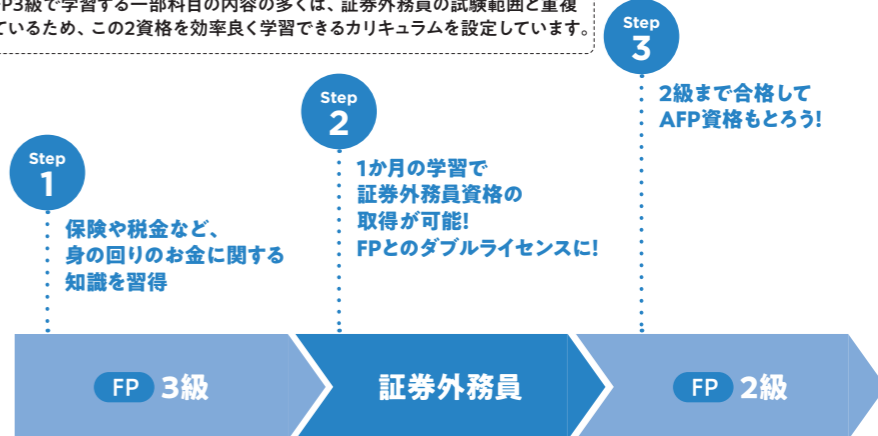 P3級で学習する一部科目の内容の多くは、証券外務員の試験範囲と重複
ているため、この2資格を効率良く学習できるカリキュラムを設定しています。
Step
1
保険や税金など、
身の回りのお金に関する
知識を習得
Step
2
1か月の学習で
証券外務員資格の
取得が可能!
FPとのダブルライセンスに!
Step
3
2級まで合格して
AFP資格もとろう!
FP 3級
証券外務員
FP 2級